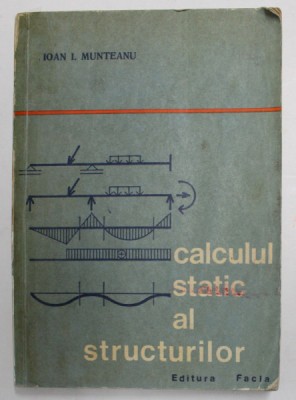 IOAN I. MUNTEANU
calculul
static
al
structurilor
Editura Facla